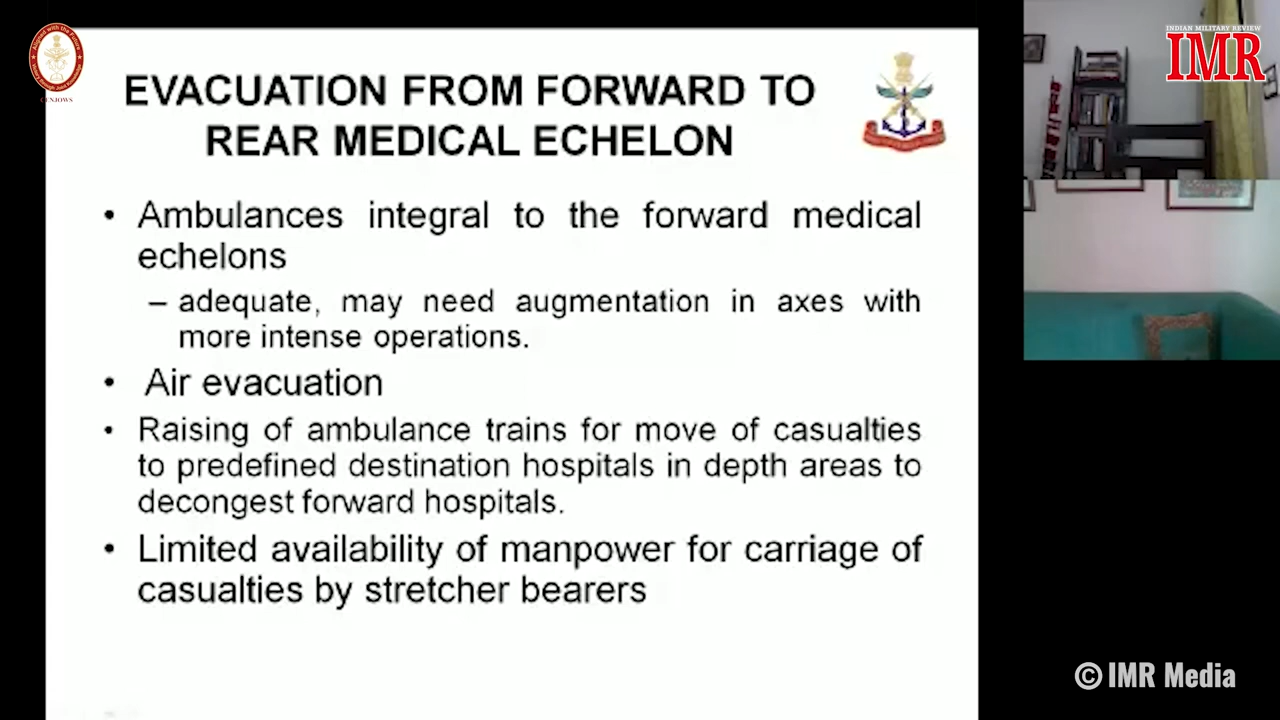 CENJOWS
EVACUATION FROM FORWARD TO
REAR MEDICAL ECHELON
• Ambulances integral to the forward medical
echelons
– adequate, may need augmentation in axes with
more intense operations.
• Air evacuation
• Raising of ambulance trains for move of casualties
to predefined destination hospitals in depth areas to
decongest forward hospitals.
• Limited availability of manpower for carriage of
casualties by stretcher bearers
INDIAN MILITARY REVIEW
IMR
© IMR Media